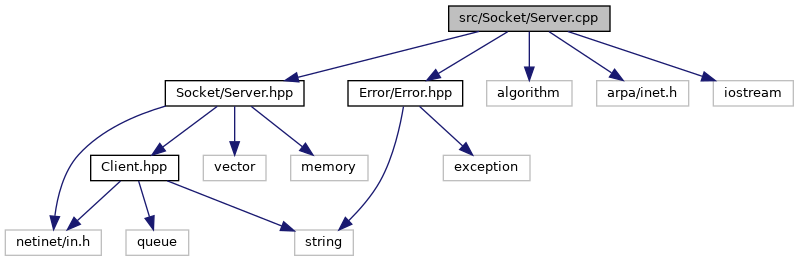 src/Socket/Server.cpp
Socket/Server.hpp
Error/Error.hpp
algorithm
arpa/inet.h
iostream
Client.hpp
vector
memory
exception
netinet/in.h
queue
string